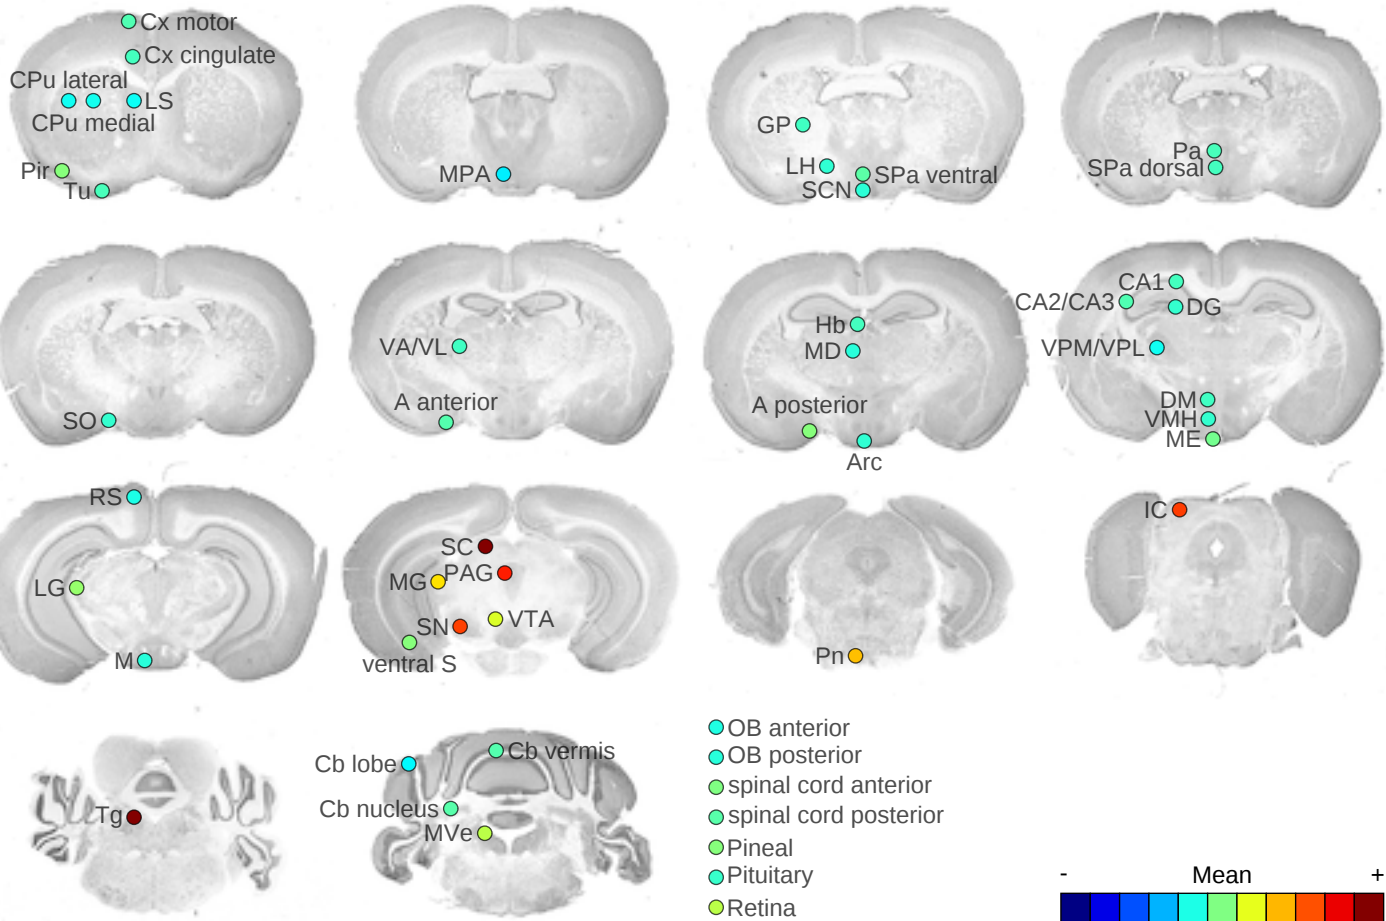 Cx motor
Cx cingulate
CPu lateral
LS
CPu medial
Pir
Tu
MPA
GP
LH
SPa ventral
SCN
Pa
SPa dorsal
SO
VA/VL
A anterior
Hb
MD
A posterior
Arc
CA1
CA2/CA3
DG
VPM/VPL
DM
VMH
ME
RS
LG
M
SC
PAG
MG
VTA
SN
ventral S
Pn
IC
Tg
Cb lobe
Cb vermis
Cb nucleus
MVe
OB anterior
OB posterior
spinal cord anterior
spinal cord posterior
Pineal
Pituitary
Retina
- Mean +